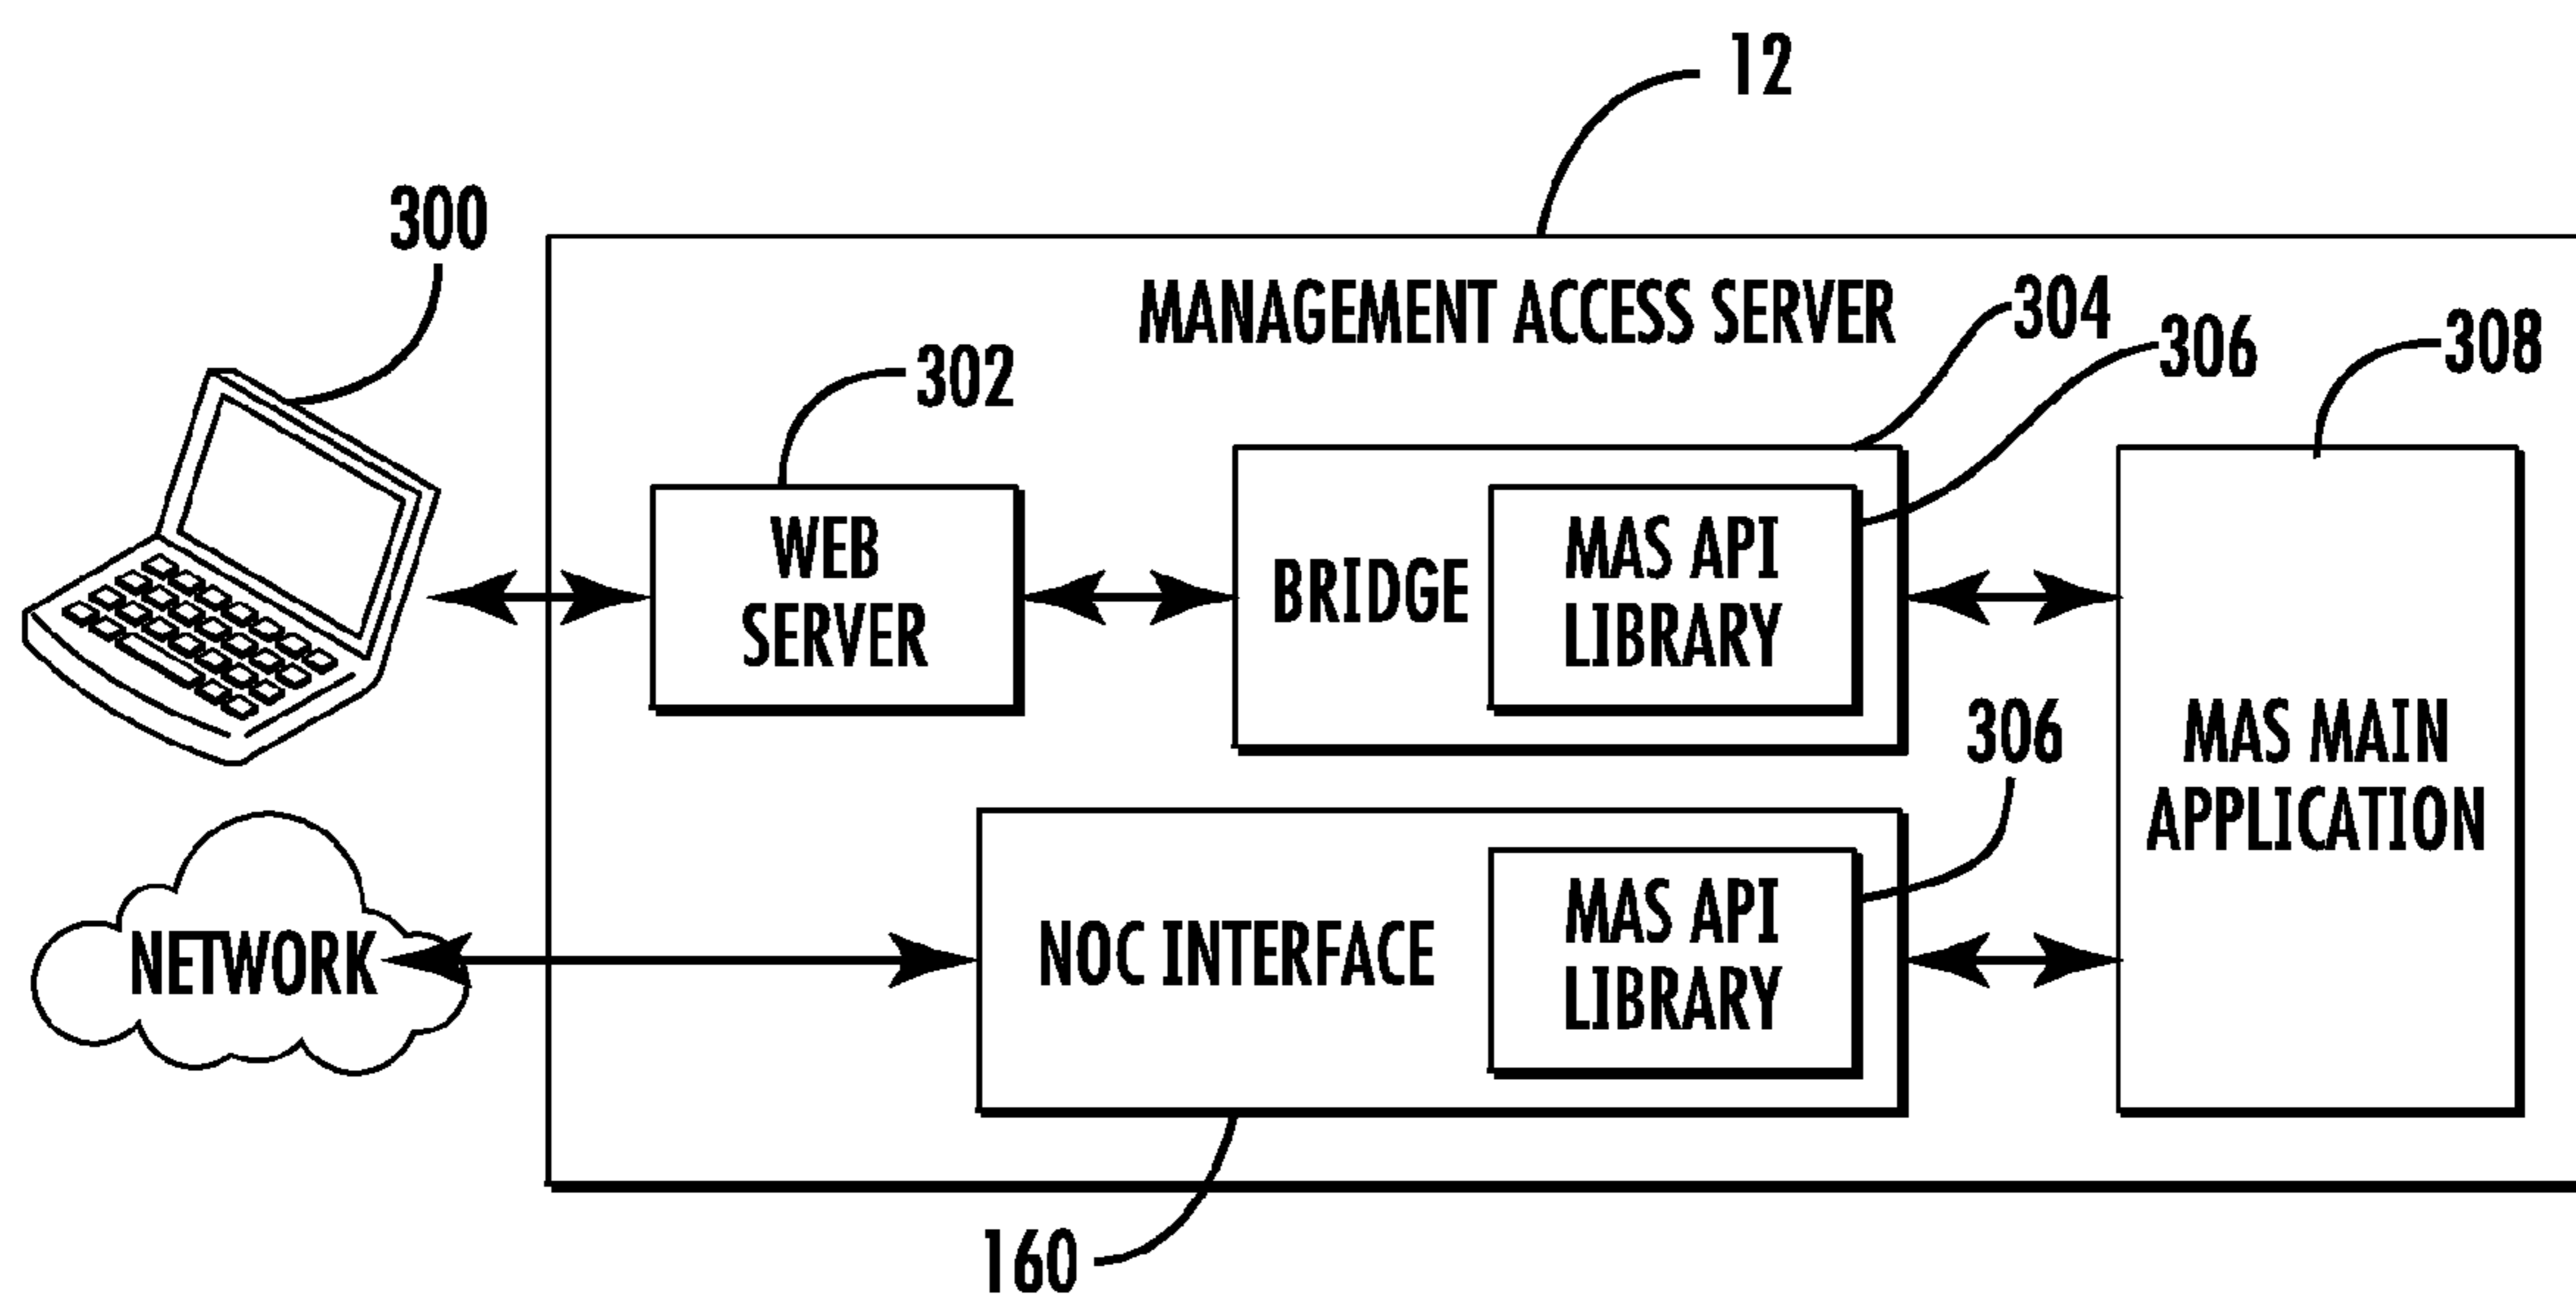 12
300
MANAGEMENT ACCESS SERVER
304
306
308
302
WEB
SERVER
BRIDGE
MAS API
LIBRARY
306
MAS MAIN
APPLICATION
NETWORK
NOC INTERFACE
MAS API
LIBRARY
160